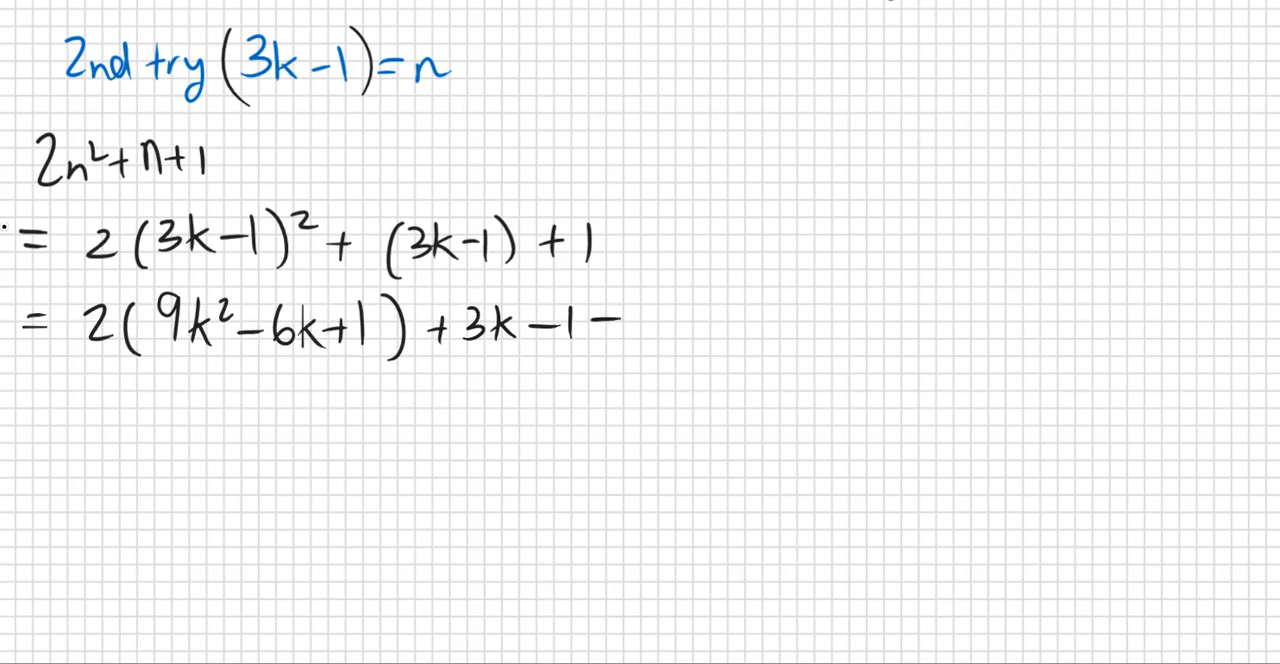 2nd try (3k-1)=n
2n²+n+1
= 2(3k-1)² + (3k-1) + 1
= 2(9k²-6k+1) + 3k -1 -